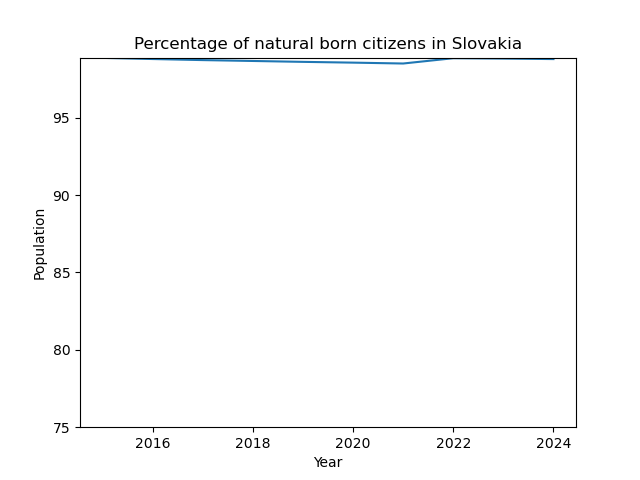 Percentage of natural born citizens in Slovakia
95
90
85
80
75
Population
2016 2018 2020 2022 2024
Year